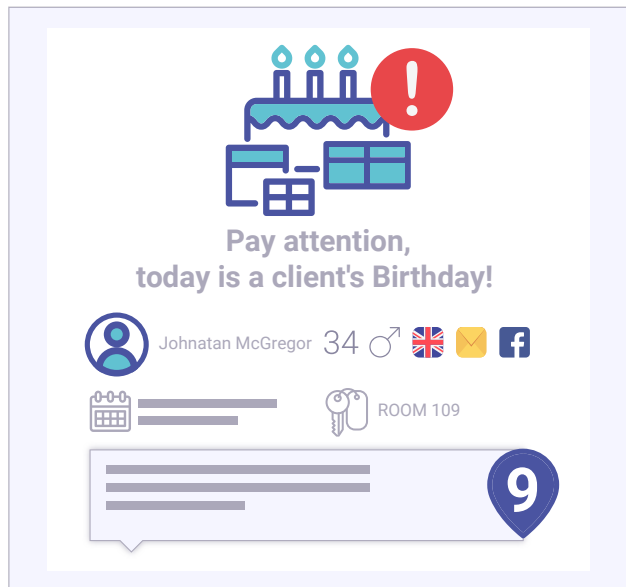 Pay attention,
today is a client's Birthday!
Johnatan McGregor 34
ROOM 109
9